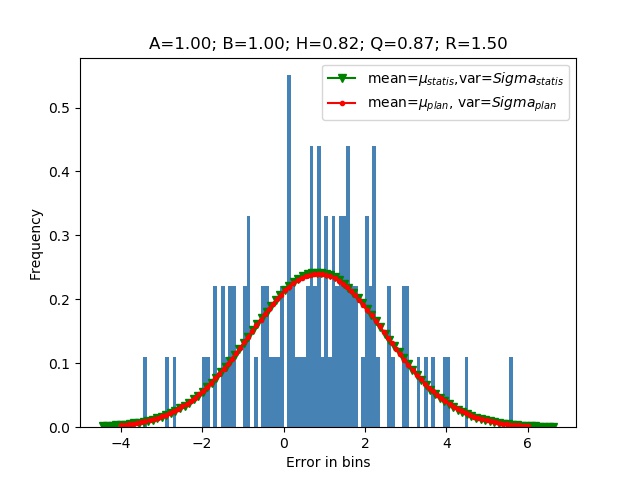 A=1.00; B=1.00; H=0.82; Q=0.87; R=1.50
mean=μstatis,var=Sigmastatis
mean=μplan, var=Sigmaplan
Frequency
0.5
0.4
0.3
0.2
0.1
0.0
−4 −2 0 2 4 6
Error in bins